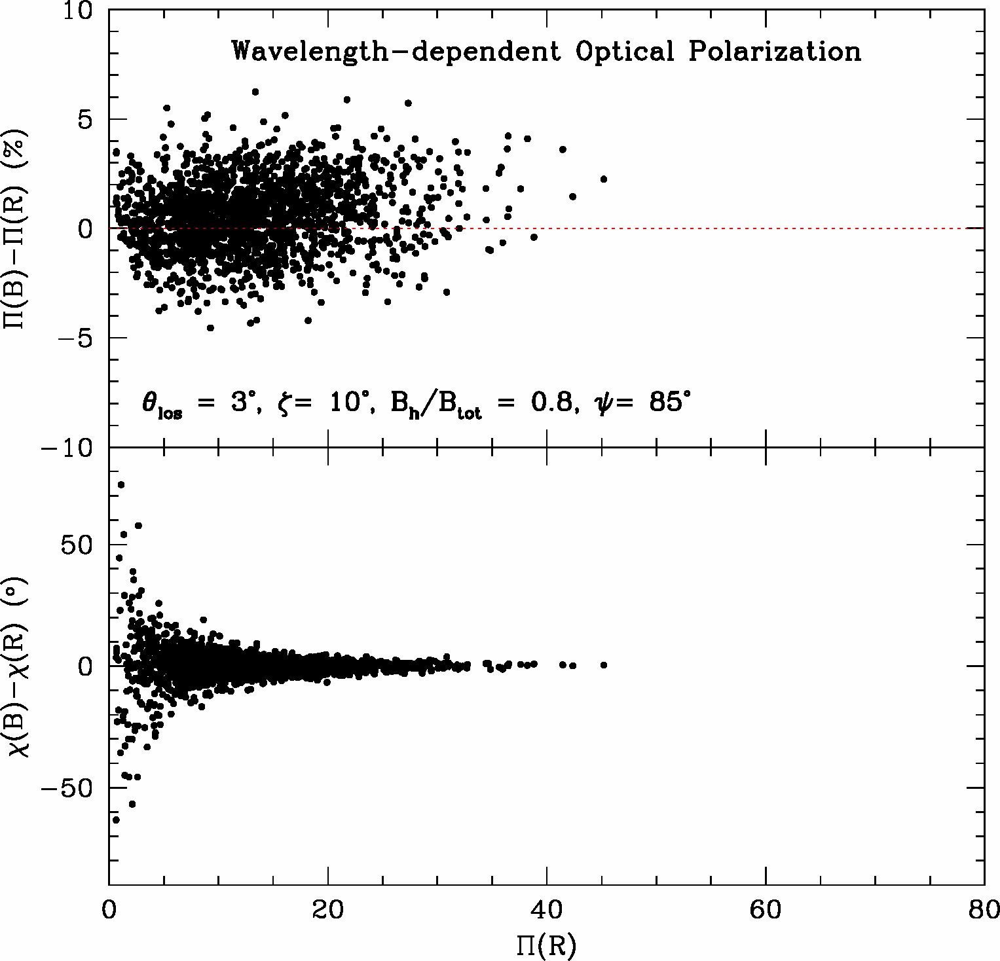 Wavelength-dependent Optical Polarization
10
5
0
−5
−10
Π(B)−Π(R) (%)
θlos = 3°, ζ= 10°, Bh/Btot = 0.8, ψ= 85°
50
0
−50
χ(B)−χ(R) (°)
0 20 40 60 80
Π(R)